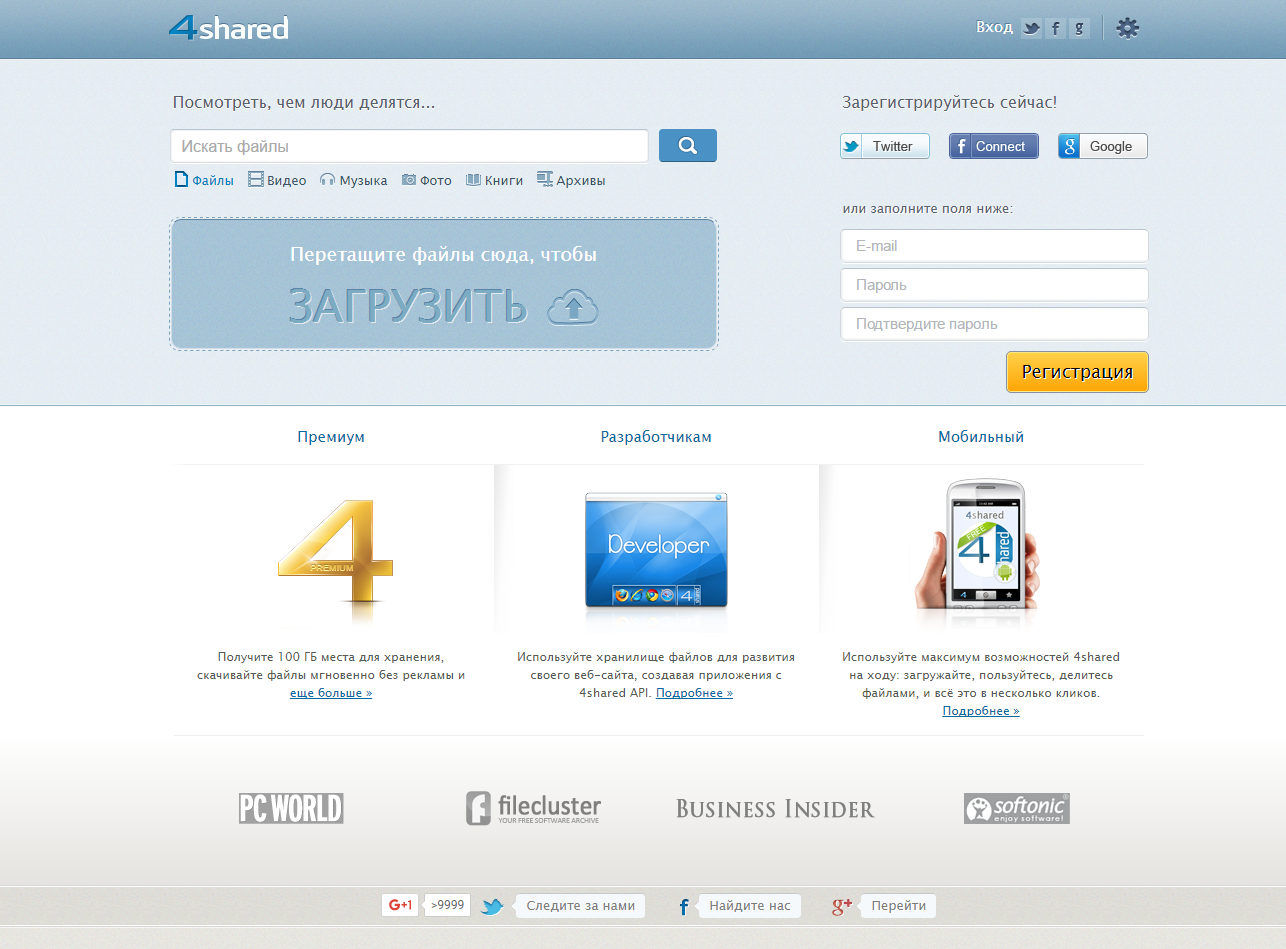 4shared
Вход
Посмотреть, чем люди делятся...
Зарегистрируйтесь сейчас!
Искать файлы
Twitter
Connect
Google
Файлы Видео Музыка Фото Книги Архивы
или заполните поля ниже:
Перетащите файлы сюда, чтобы
ЗАГРУЗИТЬ
E-mail
Пароль
Подтвердите пароль
Регистрация
Премиум
Разработчикам
Мобильный
PREMIUM
Developer
4shared
FREE
4shared
Получите 100 ГБ места для хранения,
скачивайте файлы мгновенно без рекламы и
еще больше »
Используйте хранилище файлов для развития
своего веб-сайта, создавая приложения с
4shared API. Подробнее »
Используйте максимум возможностей 4shared
на ходу: загружайте, пользуйтесь, делитесь
файлами, и всё это в несколько кликов.
Подробнее »
PC WORLD
filecluster
YOUR FREE SOFTWARE ARCHIVE
BUSINESS INSIDER
softonic
enjoy software!
G+1
>9999
Следите за нами
Найдите нас
g+
Перейти